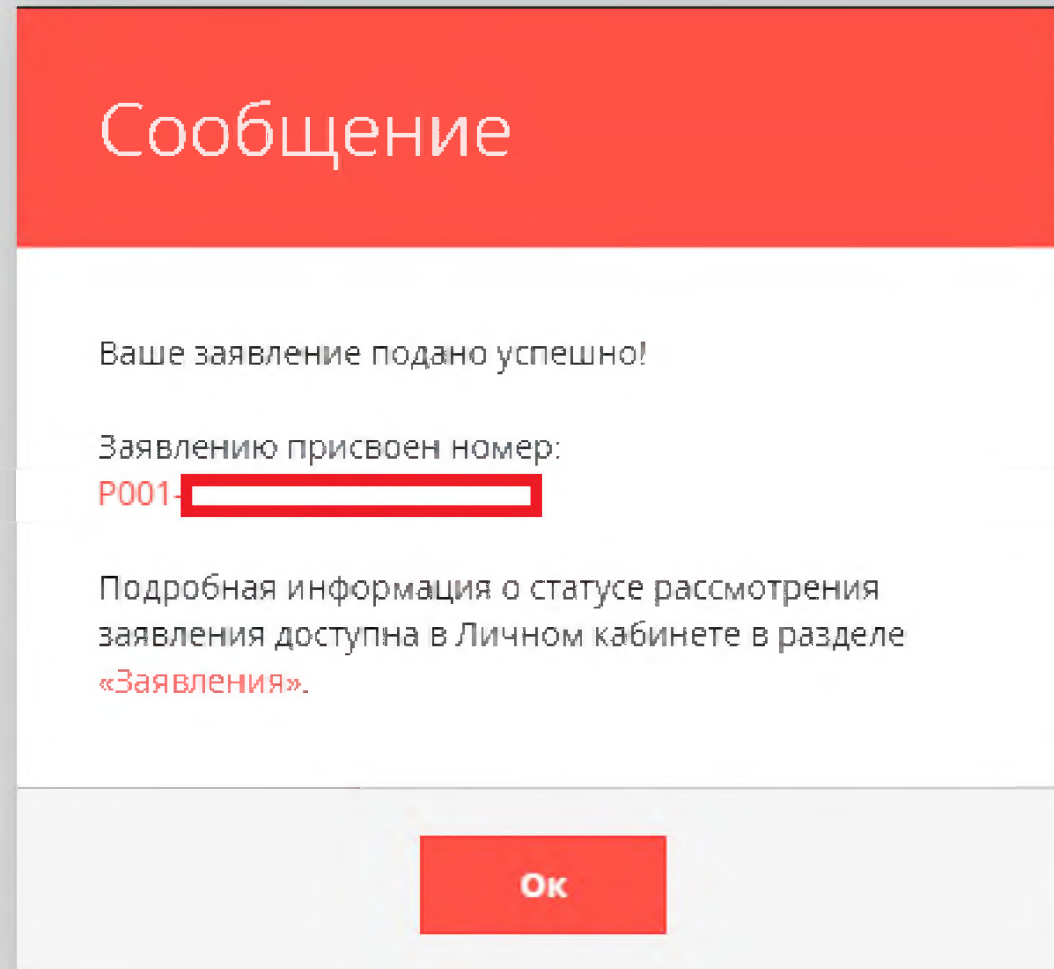 Сообщение
Ваше заявление подано успешно!
Заявлению присвоен номер:
P001-
Подробная информация о статусе рассмотрения
заявления доступна в Личном кабинете в разделе
«Заявления».
Ок